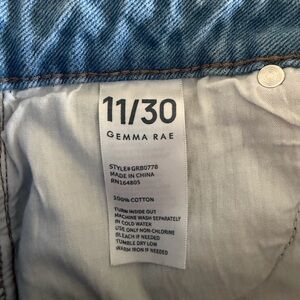 11/30
GEMMA RAE
STYLE# GRB0778
MADE IN CHINA
RN164805
100% COTTON
TURN INSIDE OUT
MACHINE WASH SEPARATELY
IN COLD WATER
USE ONLY NON-CHLORINE
BLEACH IF NEEDED
TUMBLE DRY LOW
WARM IRON IF NEEDED